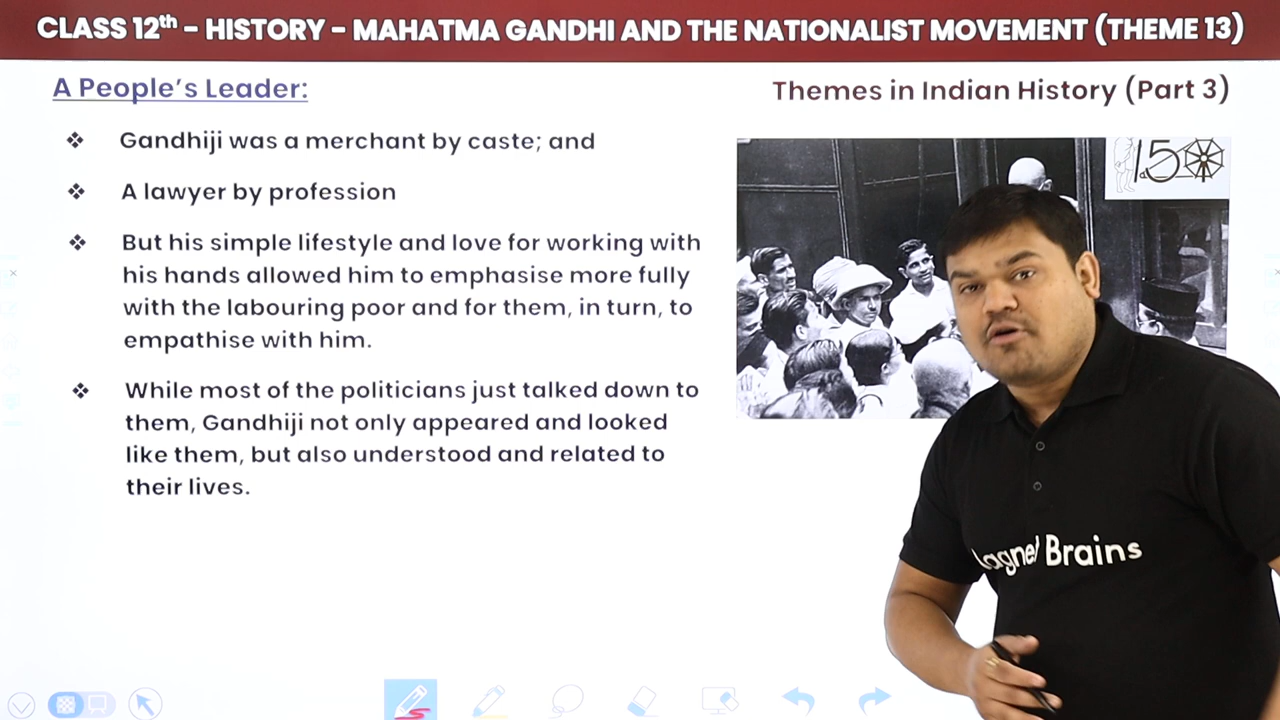 CLASS 12th - HISTORY - MAHATMA GANDHI AND THE NATIONALIST MOVEMENT (THEME 13)
A People's Leader:
Themes in Indian History (Part 3)
❖ Gandhiji was a merchant by caste; and
❖ A lawyer by profession
❖ But his simple lifestyle and love for working with
his hands allowed him to emphasise more fully
with the labouring poor and for them, in turn, to
empathise with him.
❖ While most of the politicians just talked down to
them, Gandhiji not only appeared and looked
like them, but also understood and related to
their lives.
15
Brains